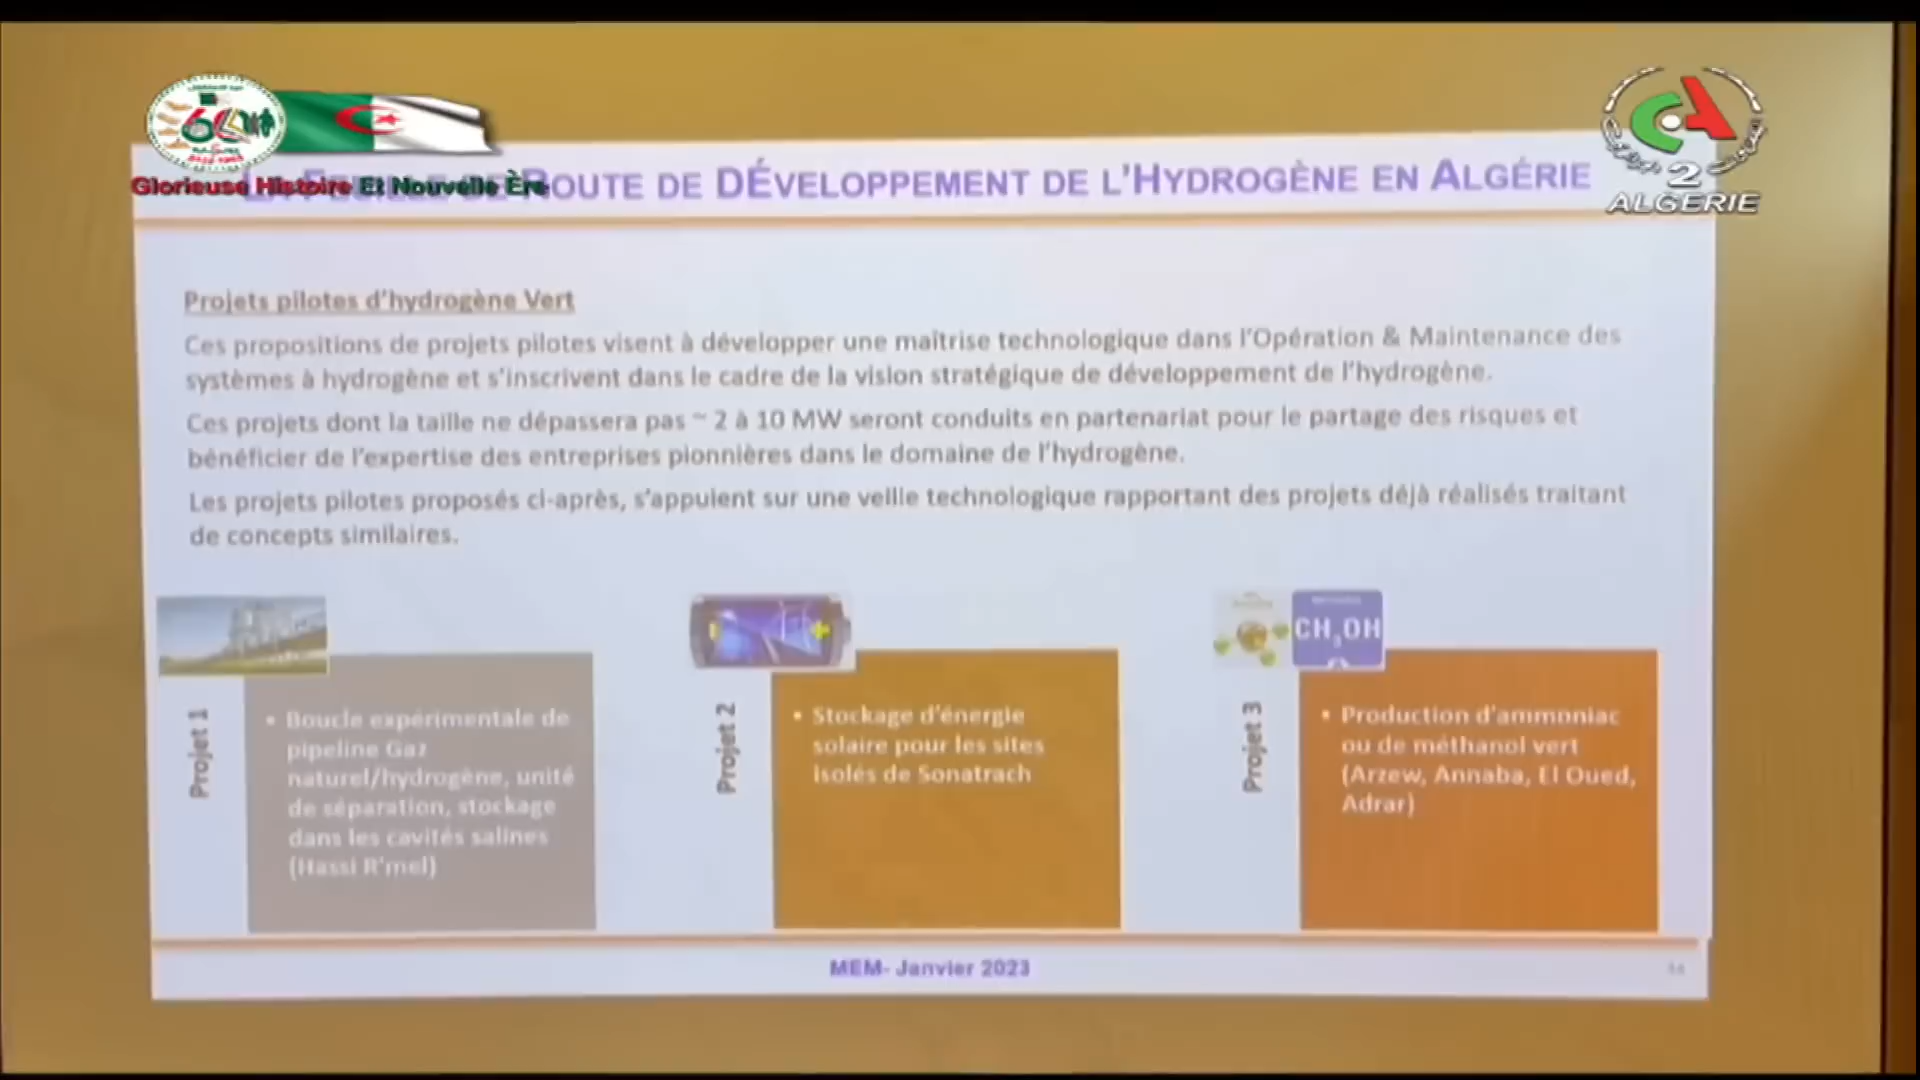 Glorieuse Histoire Et Nouvelle Ère
ROUTE DE DÉVELOPPEMENT DE L'HYDROGÈNE EN ALGÉRIE
2
ALGERIE
Projets pilotes d'hydrogène Vert
Ces propositions de projets pilotes visent à développer une maîtrise technologique dans l'Opération & Maintenance des
systèmes à hydrogène et s'inscrivent dans le cadre de la vision stratégique de développement de l'hydrogène.
Ces projets dont la taille ne dépassera pas ~ 2 à 10 MW seront conduits en partenariat pour le partage des risques et
bénéficier de l'expertise des entreprises pionnières dans le domaine de l'hydrogène.
Les projets pilotes proposés ci-après, s'appuient sur une veille technologique rapportant des projets déjà réalisés traitant
de concepts similaires.
Projet 1
• Boucle expérimentale de
pipeline Gaz
naturel/hydrogène, unité
de séparation, stockage
dans les cavités salines
(Hassi R'mel)
Projet 2
• Stockage d'énergie
solaire pour les sites
isolés de Sonatrach
CH3OH
Projet 3
• Production d'ammoniac
ou de méthanol vert
(Arzew, Annaba, El Oued,
Adrar)
MEM- Janvier 2023